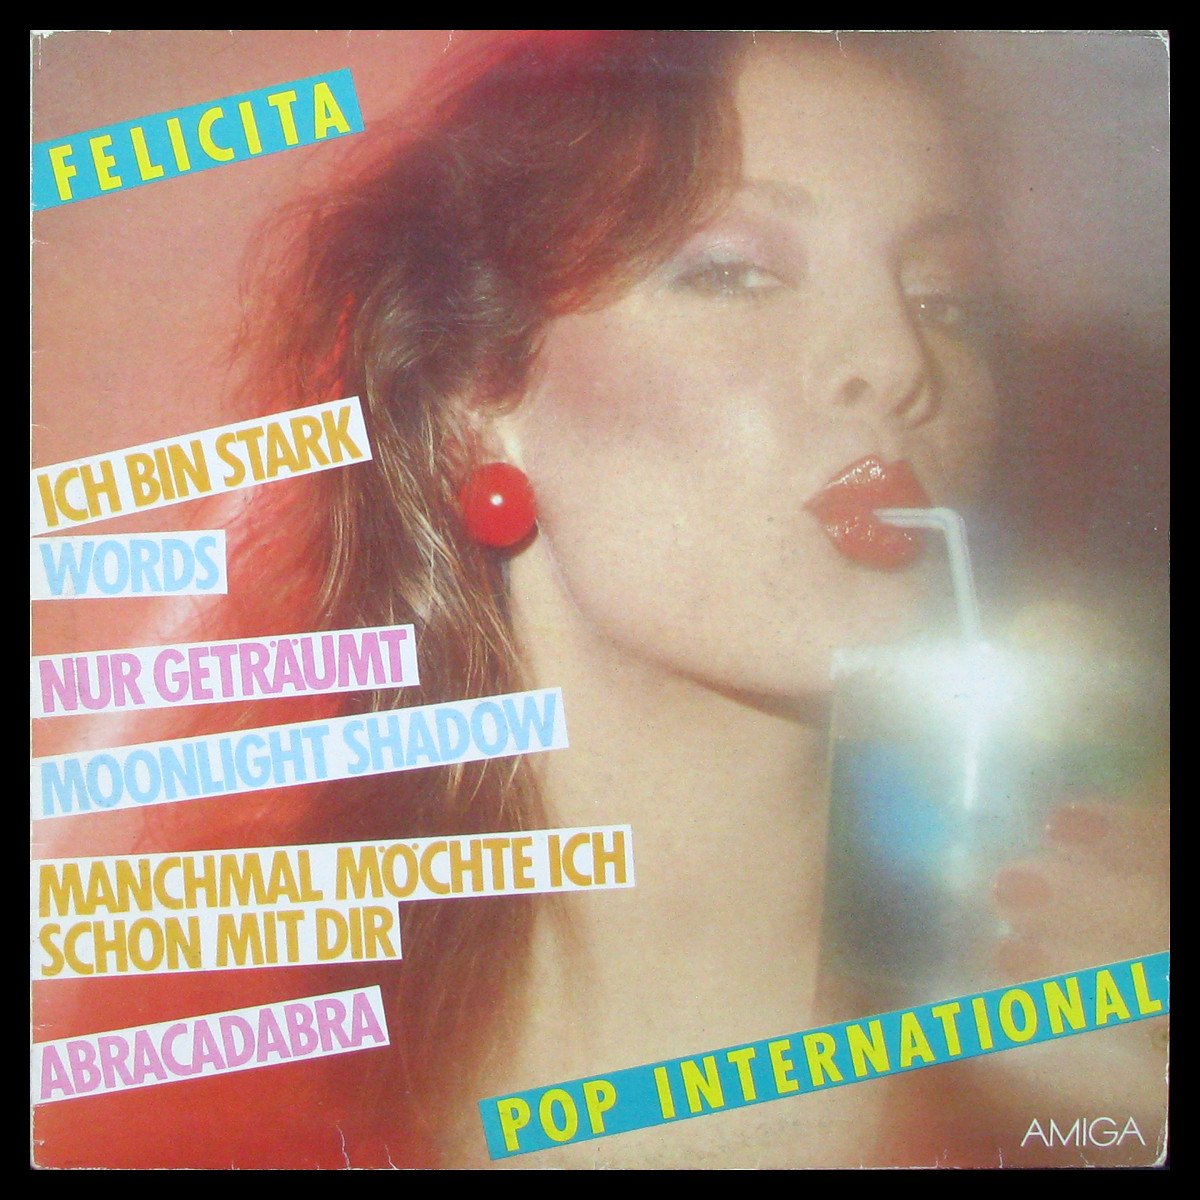 FELICITA
ICH BIN STARK
WORDS
NUR GETRÄUMT
MOONLIGHT SHADOW
MANCHMAL MÖCHTE ICH
SCHON MIT DIR
ABRACADABRA
POP INTERNATIONAL
AMIGA